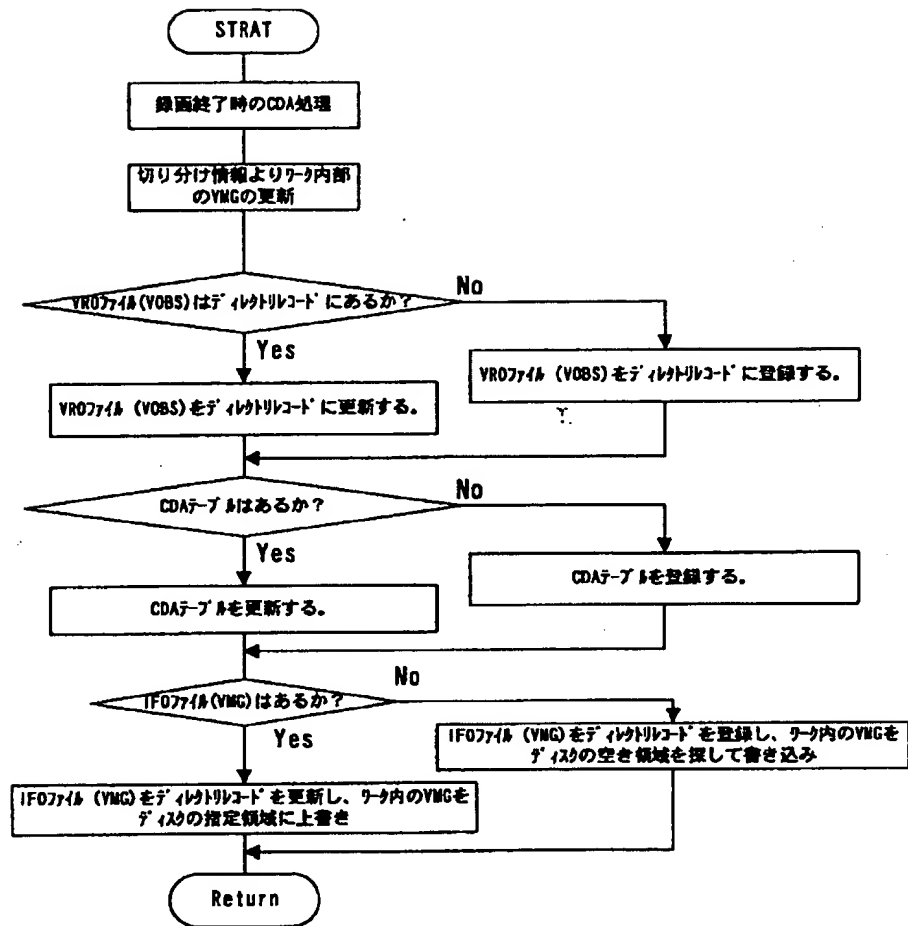 STRAT
録画終了時のCDA処理
切り分け情報よりワーク内部
のVMGの更新
VROファイル(VOBS)はディレクトリレコードにあるか？
No
Yes
VROファイル (VOBS)をディレクトリレコードに登録する。
VROファイル (VOBS)をディレクトリレコードに更新する。
CDAテーブルはあるか？
No
Yes
CDAテーブルを登録する。
CDAテーブルを更新する。
IFOファイル(VMG)はあるか？
No
Yes
IFOファイル (VMG)をディレクトリレコードを登録し、ワーク内のVMGを
ディスクの空き領域を探して書き込み
IFOファイル (VMG)をディレクトリレコードを更新し、ワーク内のVMGを
ディスクの指定領域に上書き
Return